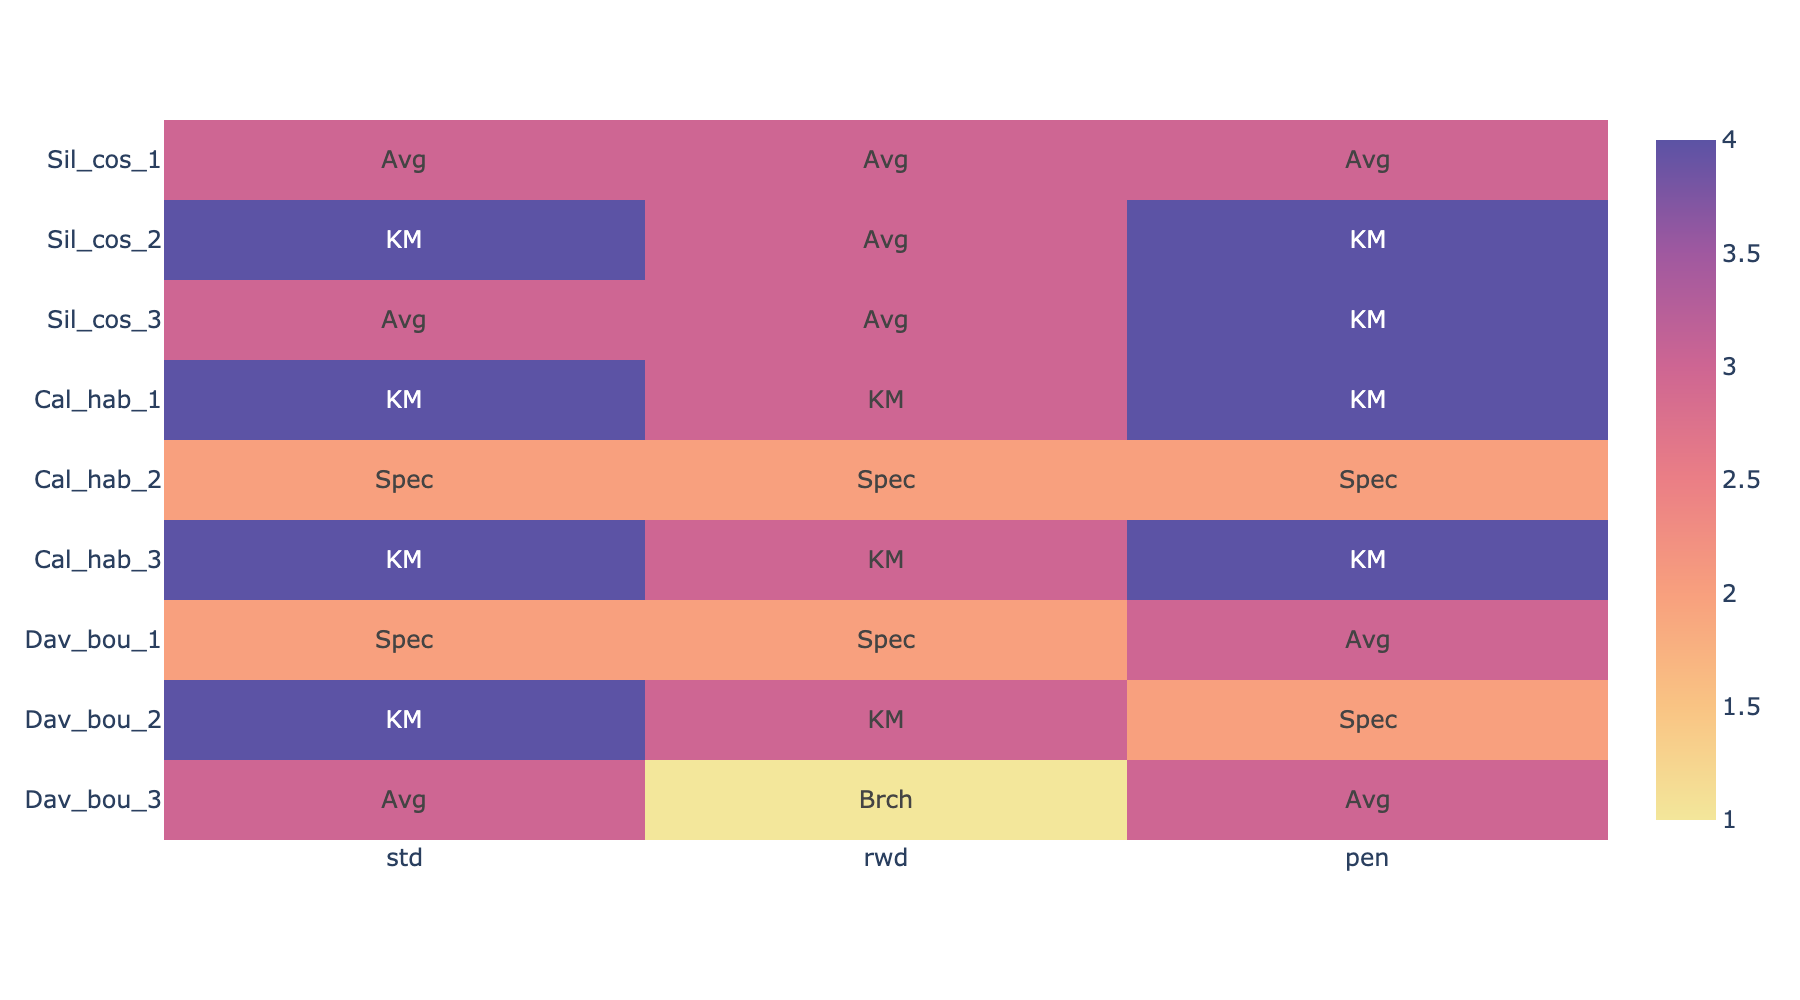 Sil_cos_1 Avg Avg Avg
Sil_cos_2 KM Avg KM
Sil_cos_3 Avg Avg KM
Cal_hab_1 KM KM KM
Cal_hab_2 Spec Spec Spec
Cal_hab_3 KM KM KM
Dav_bou_1 Spec Spec Avg
Dav_bou_2 KM KM Spec
Dav_bou_3 Avg Brch Avg
std rwd pen
4
3.5
3
2.5
2
1.5
1